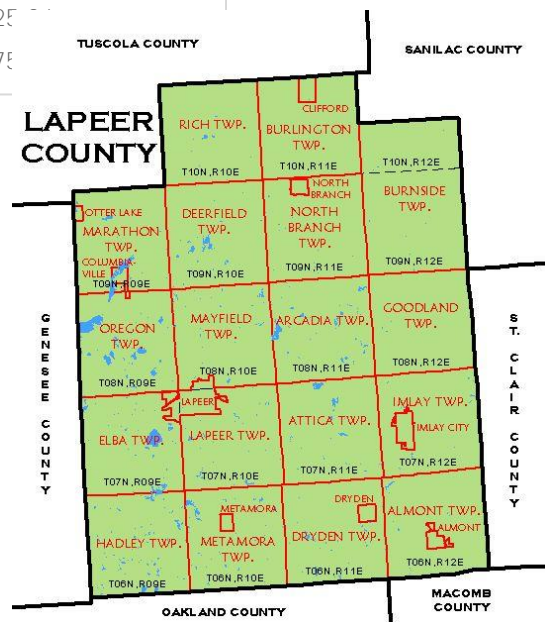 TUSCOLA COUNTY
SANILAC COUNTY
LAPEER
COUNTY
CLIFFORD
RICH TWP.
BURLINGTON
TWP.
T10N,R10E
T10N,R11E
T10N,R12E
NORTH
BRANCH
BURNSIDE
TWP.
OTTER LAKE
MARATHON
TWP.
DEERFIELD
TWP.
NORTH
BRANCH
TWP.
COLUMBIA-
VILLE
T09N,R09E
T09N,R10E
T09N,R11E
T09N,R12E
GENESEE COUNTY
OREGON
TWP.
MAYFIELD
TWP.
ARCADIA TWP.
GOODLAND
TWP.
ST. CLAIR COUNTY
T08N,R09E
T08N,R10E
T08N,R11E
T08N,R12E
LAPEER
IMLAY TWP.
IMLAY CITY
ELBA TWP.
LAPEER TWP.
ATTICA TWP.
T07N,R09E
T07N,R10E
T07N,R11E
T07N,R12E
METAMORA
DRYDEN
ALMONT TWP.
ALMONT
HADLEY TWP.
METAMORA
TWP.
DRYDEN TWP.
T06N,R09E
T06N,R10E
T06N,R11E
T06N,R12E
OAKLAND COUNTY
MACOMB
COUNTY